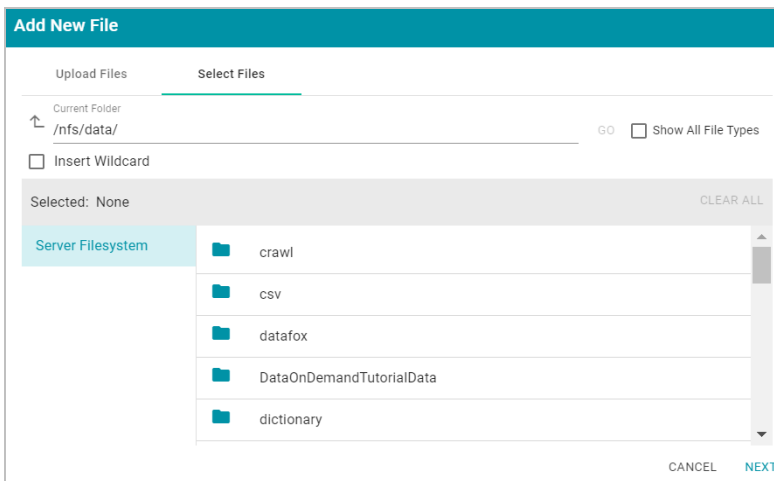 Add New File
Upload Files Select Files
Current Folder
/nfs/data/ GO Show All File Types
Insert Wildcard
Selected: None CLEAR ALL
Server Filesystem crawl
csv
datafox
DataOnDemandTutorialData
dictionary
CANCEL NEXT